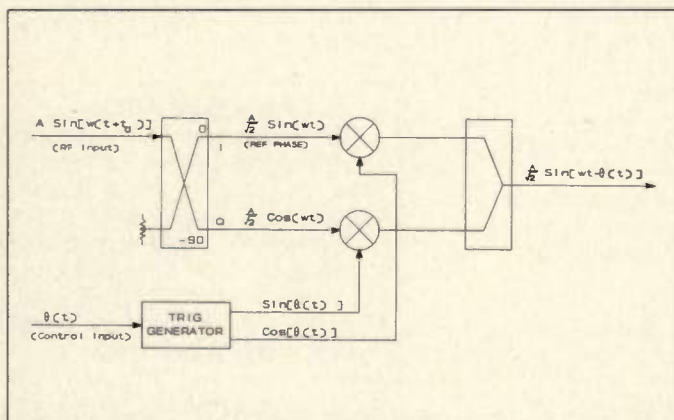 A Sin[w(t+t_d)]
(RF Input)
0
I
A/√2 Sin(wt)
(REF PHASE)
A/√2 Sin[wt-θ(t)]
Q
-90
A/√2 Cos(wt)
θ(t)
(Control Input)
TRIG
GENERATOR
Sin[θ(t) ]
Cos[θ(t)]